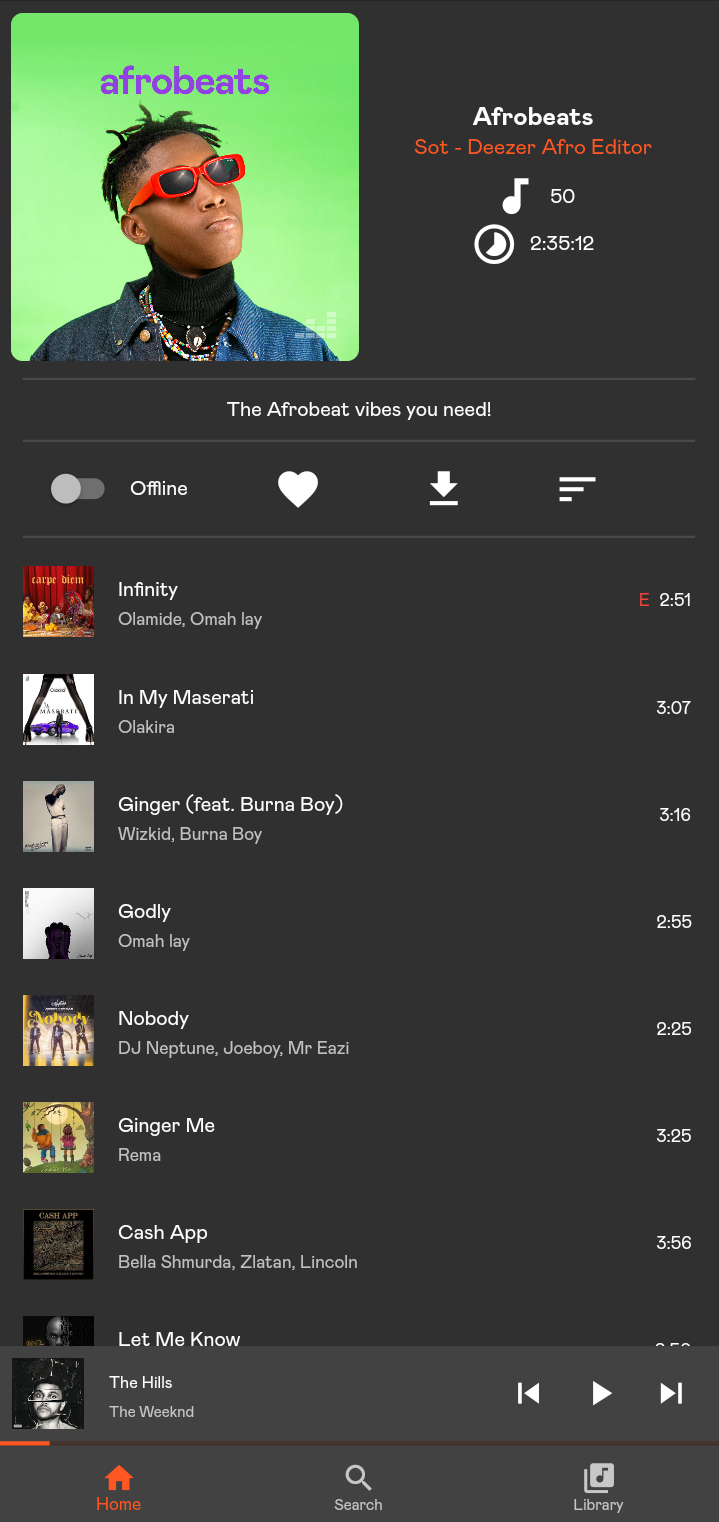 afrobeats
Afrobeats
Sot - Deezer Afro Editor
50
2:35:12
The Afrobeat vibes you need!
Offline
carpe diem
Infinity
Olamide, Omah lay
E 2:51
MASERATI
In My Maserati
Olakira
3:07
Ginger (feat. Burna Boy)
Wizkid, Burna Boy
3:16
Godly
Omah lay
2:55
Nobody
Nobody
DJ Neptune, Joeboy, Mr Eazi
2:25
Ginger Me
Rema
3:25
CASH APP
Cash App
Bella Shmurda, Zlatan, Lincoln
3:56
Let Me Know
The Hills
The Weeknd
Home
Search
Library